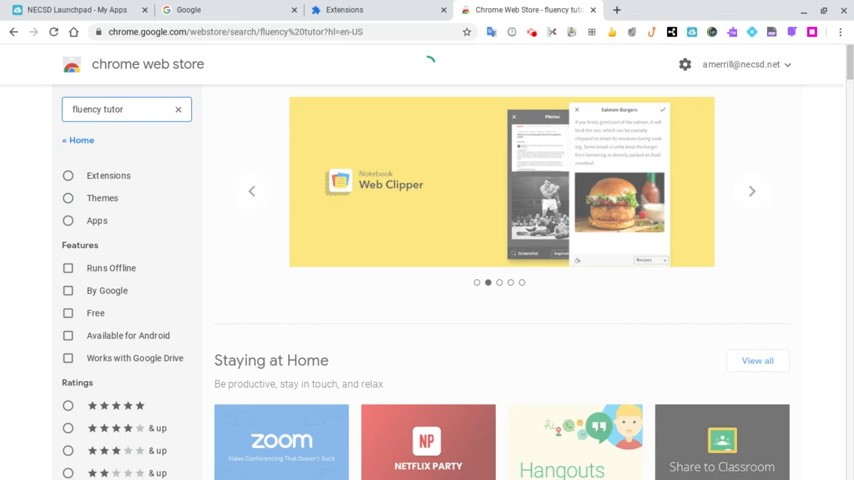 NECSD Launchpad - My Apps
Google
Extensions
Chrome Web Store - fluency tuto
chrome.google.com/webstore/search/fluency%20tutor?hl=en-US
chrome web store
amerrill@necsd.net
fluency tutor
« Home
Extensions
Themes
Apps
Features
Runs Offline
By Google
Free
Available for Android
Works with Google Drive
Ratings
& up
& up
& up
Notebook
Web Clipper
Photos
Screenshot
Salmon Burgers
Recipes
Staying at Home
View all
Be productive, stay in touch, and relax
zoom
Video Conferencing That Doesn't Suck
NP
NETFLIX PARTY
Hangouts
Share to Classroom